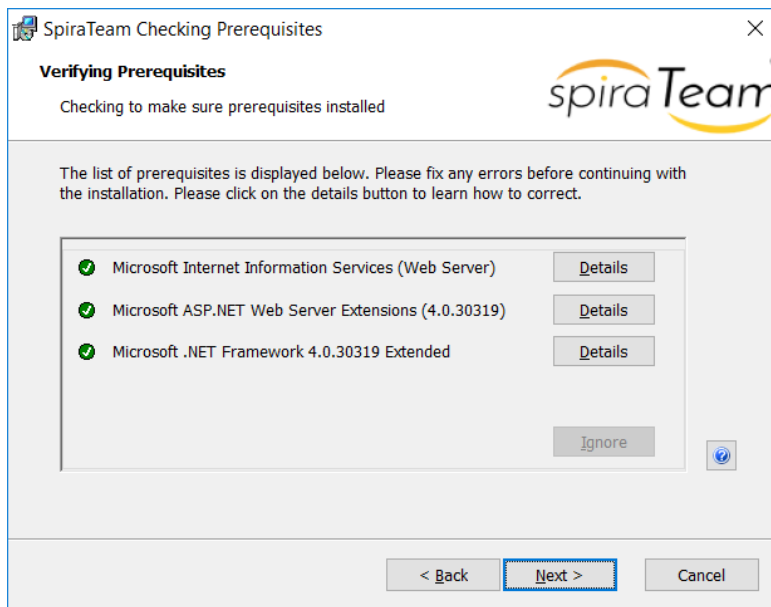 SpiraTeam Checking Prerequisites
Verifying Prerequisites
Checking to make sure prerequisites installed
spiraTeam
The list of prerequisites is displayed below. Please fix any errors before continuing with
the installation. Please click on the details button to learn how to correct.
Microsoft Internet Information Services (Web Server)
Details
Microsoft ASP.NET Web Server Extensions (4.0.30319)
Details
Microsoft .NET Framework 4.0.30319 Extended
Details
Ignore
?
< Back
Next >
Cancel